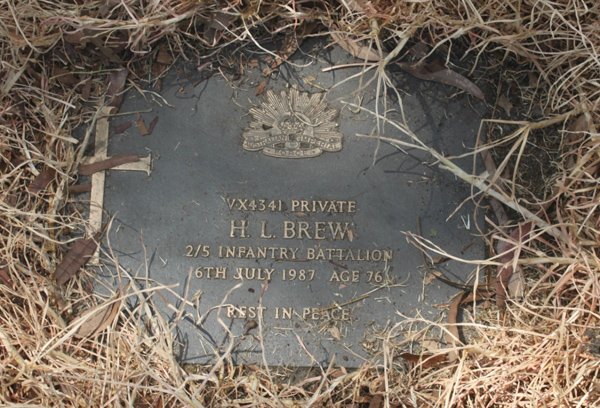 VX4341 PRIVATE
H. L. BREW
2/5 INFANTRY BATTALION
6TH JULY 1987 AGE 76
REST IN PEACE